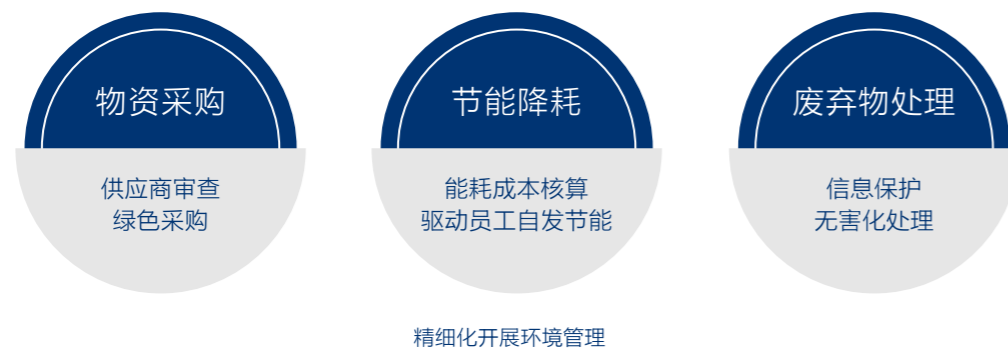 物资采购
供应商审查
绿色采购
节能降耗
能耗成本核算
驱动员工自发节能
废弃物处理
信息保护
无害化处理
精细化开展环境管理